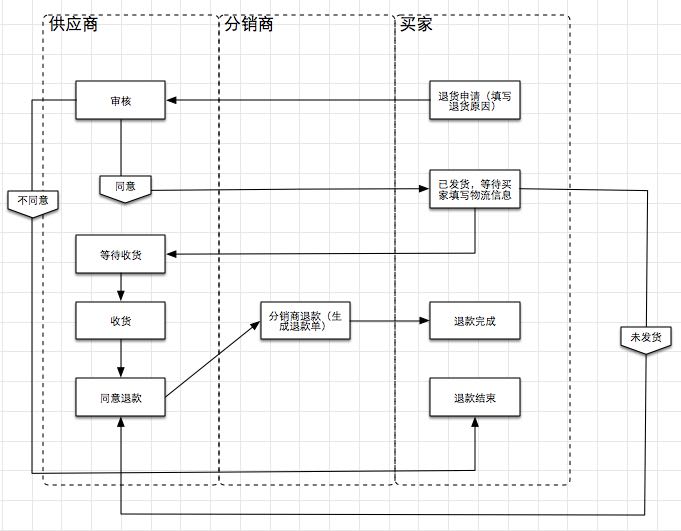 供应商
分销商
买家
审核
退货申请（填写
退货原因）
同意
不同意
已发货，等待买
家填写物流信息
等待收货
收货
分销商退款（生
成退款单）
退款完成
未发货
同意退款
退款结束